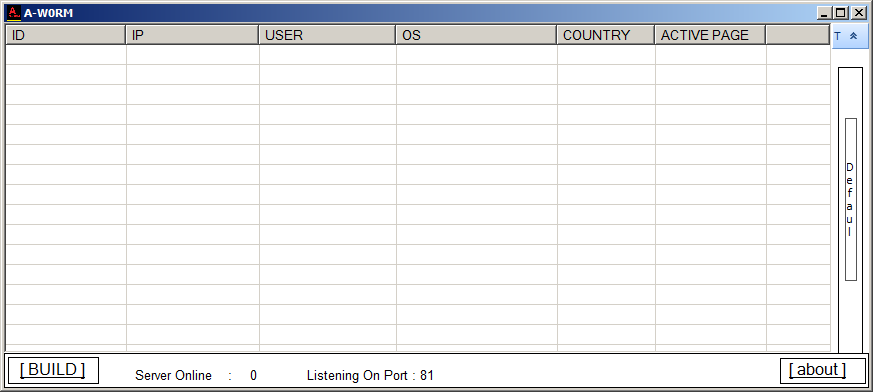 A-W0RM
ID IP USER OS COUNTRY ACTIVE PAGE
T
Defaul
[ BUILD ] Server Online : 0 Listening On Port : 81 [ about ]